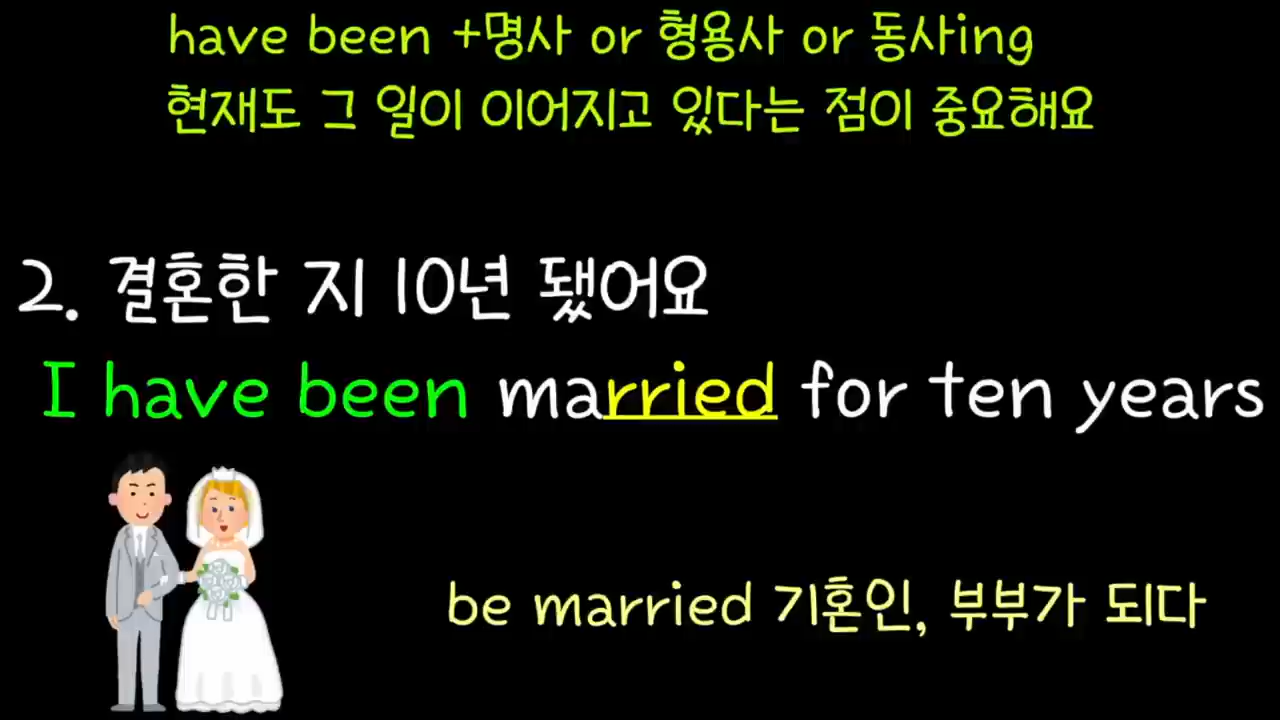 have been +명사 or 형용사 or 동사ing
현재도 그 일이 이어지고 있다는 점이 중요해요
2. 결혼한 지 10년 됐어요
I have been married for ten years
be married 기혼인, 부부가 되다